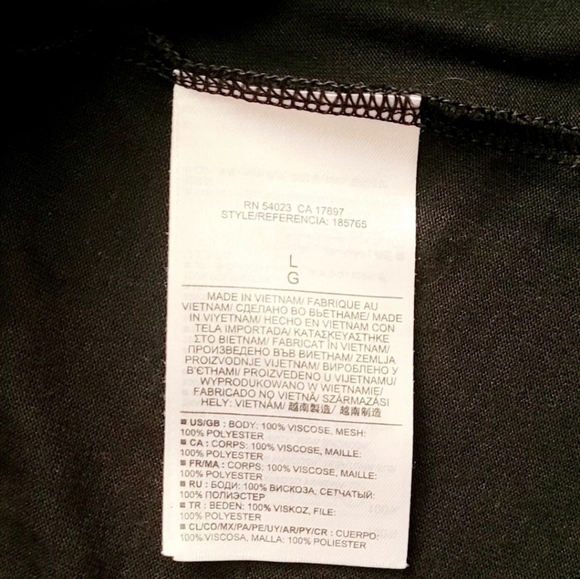 RN 54023 CA 17897
STYLE/REFERENCIA: 185765
L
G
MADE IN VIETNAM/ FABRIQUE AU
VIETNAM/ СДЕЛАНО ВО ВЬЕТНАМЕ/ MADE
IN VIYETNAM/ HECHO EN VIETNAM CON
TELA IMPORTADA/ ΚΑΤΑΣΚΕΥΑΣΤΗΚΕ
ΣΤΟ ΒΙΕΤΝΑΜ/ FABRICAT ÎN VIETNAM/
ПРОИЗВЕДЕНО ВЪВ ВИЕТНАМ/ ZEMLJA
PROIZVODNJE VIJETNAM/ ВИРОБЛЕНО У
В'ЄТНАМІ/ PROIZVEDENO U VIJETNAMU/
WYPRODUKOWANO W WIETNAMIE/
FABRICADO NO VIETNÃ/ SZÁRMAZÁSI
HELY: VIETNÁM/ 越南製造/ 越南制造
■ US/GB : BODY: 100% VISCOSE, MESH:
100% POLYESTER
■ CA : CORPS: 100% VISCOSE, MAILLE:
100% POLYESTER
■ FR/MA : CORPS: 100% VISCOSE, MAILLE:
100% POLYESTER
■ RU : БОДИ: 100% ВИСКОЗА, СЕТЧАТЫЙ:
100% ПОЛИЭСТЕР
■ TR : BEDEN: 100% VISKOZ, FILE:
100% POLYESTER
■ CL/CO/MX/PA/PE/UY/AR/PY/CR : CUERPO:
100% VISCOSA, MALLA: 100% POLIESTER